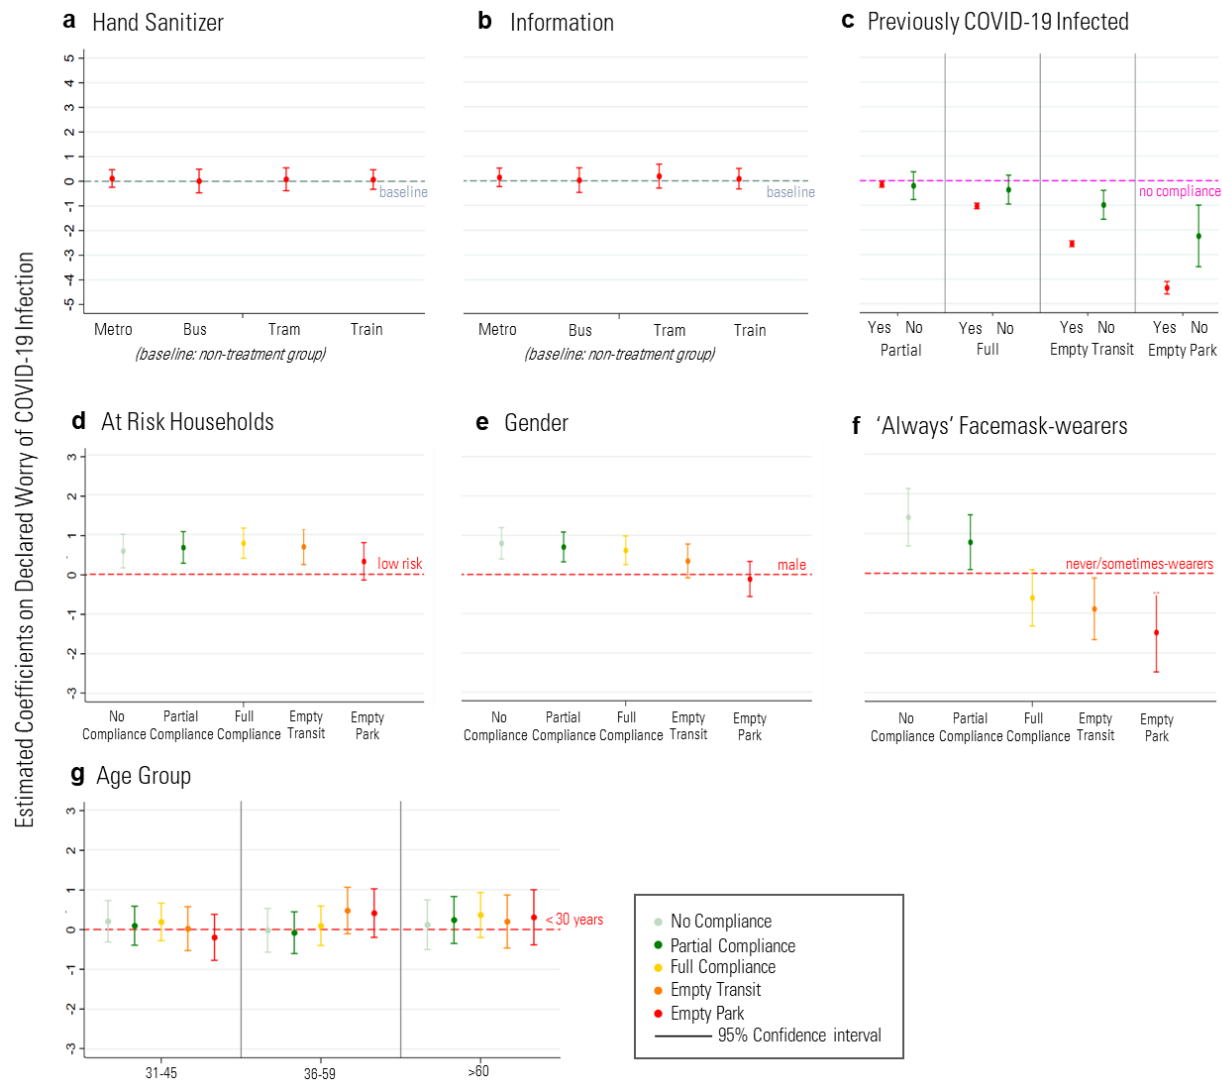 a Hand Sanitizer
b Information
c Previously COVID-19 Infected
Estimated Coefficients on Declared Worry of COVID-19 Infection
5
4
3
2
1
0
-1
-2
-3
-4
-5
baseline
baseline
no compliance
Metro Bus Tram Train
(baseline: non-treatment group)
Metro Bus Tram Train
(baseline: non-treatment group)
Yes No Yes No Yes No Yes No
Partial Full Empty Transit Empty Park
d At Risk Households
e Gender
f ‘Always’ Facemask-wearers
3
2
1
0
-1
-2
-3
low risk
male
never/sometimes-wearers
No Partial Full Empty Empty
Compliance Compliance Compliance Transit Park
No Partial Full Empty Empty
Compliance Compliance Compliance Transit Park
No Partial Full Empty Empty
Compliance Compliance Compliance Transit Park
g Age Group
3
2
1
0
-1
-2
-3
< 30 years
31-45 36-59 >60
No Compliance
Partial Compliance
Full Compliance
Empty Transit
Empty Park
95% Confidence interval